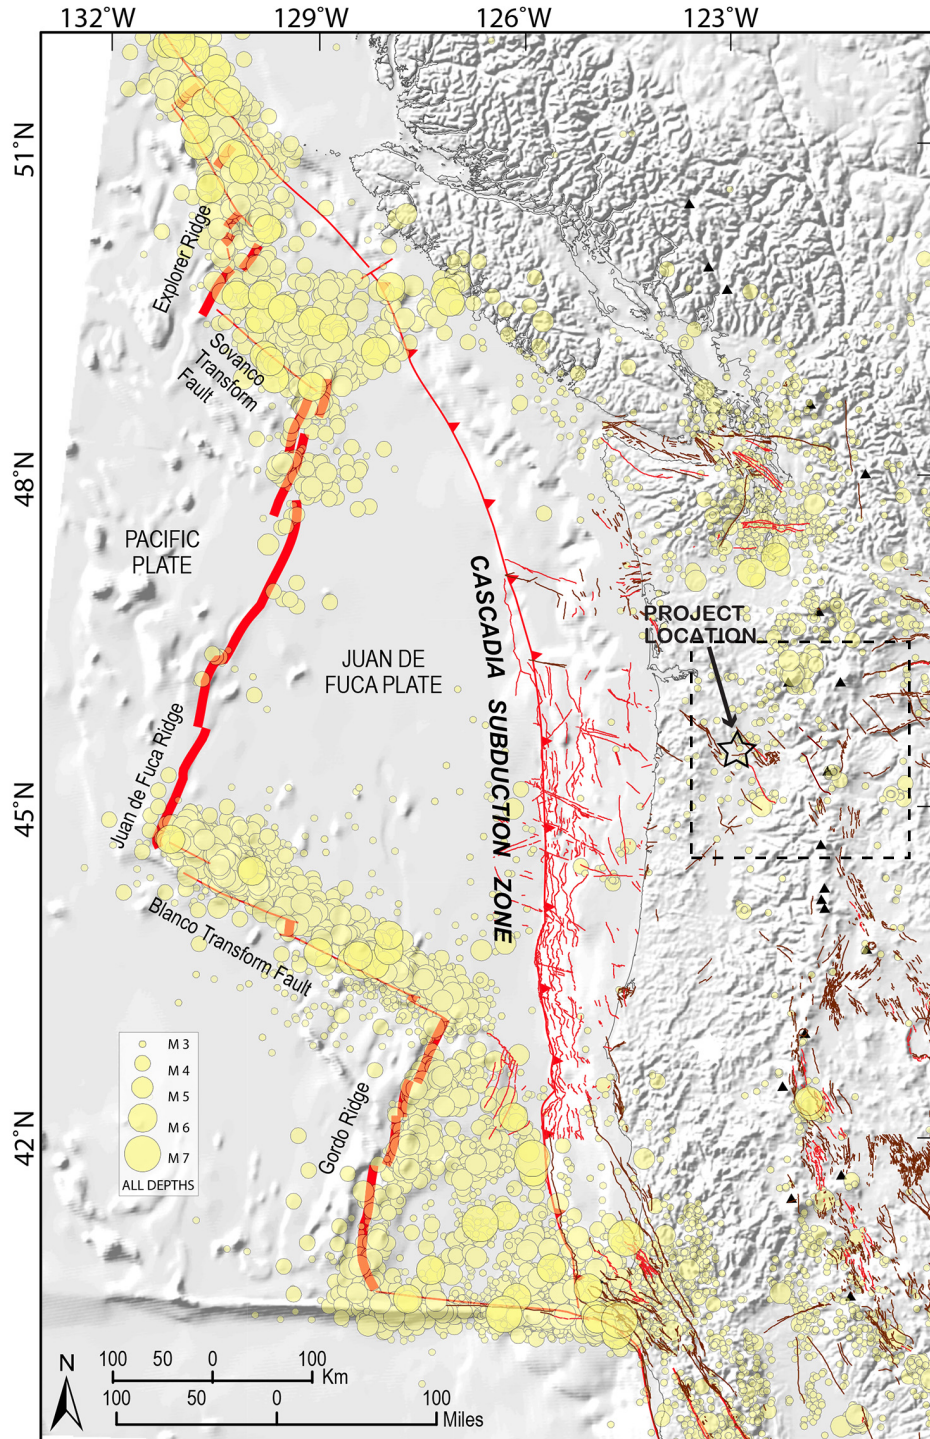 132°W
129°W
126°W
123°W
51°N
48°N
45°N
42°N
Explorer Ridge
Sovanco
Transform
Fault
PACIFIC
PLATE
JUAN DE
FUCA PLATE
CASCADIA SUBDUCTION ZONE
PROJECT
LOCATION
Juan de Fuca Ridge
Blanco Transform Fault
Gordo Ridge
M 3
M 4
M 5
M 6
M 7
ALL DEPTHS
N
100 50 0 100
Km
100 50 0 100
Miles